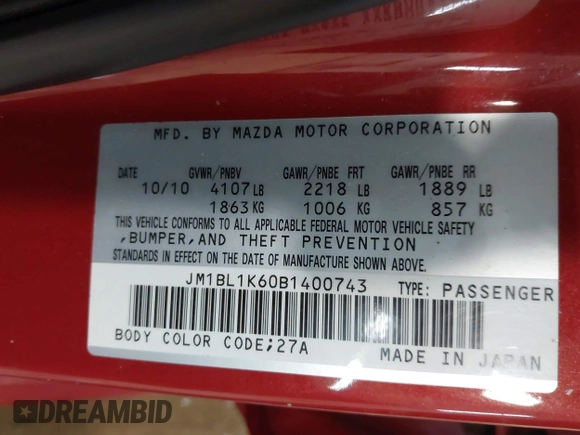 MFD. BY MAZDA MOTOR CORPORATION
DATE GVWR/PNBV GAWR/PNBE FRT GAWR/PNBE RR
10/10 4107 LB 2218 LB 1889 LB
1863 KG 1006 KG 857 KG
THIS VEHICLE CONFORMS TO ALL APPLICABLE FEDERAL MOTOR VEHICLE SAFETY
,BUMPER,AND THEFT PREVENTION
STANDARDS IN EFFECT ON THE DATE OF MANUFACTURE SHOWN ABOVE.
JM1BL1K60B1400743 TYPE: PASSENGER
BODY COLOR CODE;27A
MADE IN JAPAN
DREAMBID